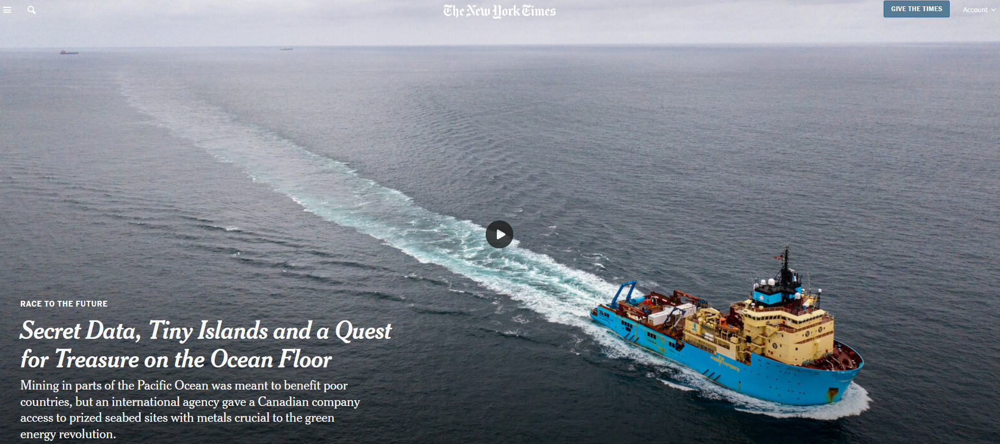 The New York Times
GIVE THE TIMES
Account
RACE TO THE FUTURE
Secret Data, Tiny Islands and a Quest
for Treasure on the Ocean Floor
Mining in parts of the Pacific Ocean was meant to benefit poor
countries, but an international agency gave a Canadian company
access to prized seabed sites with metals crucial to the green
energy revolution.
the
metals company